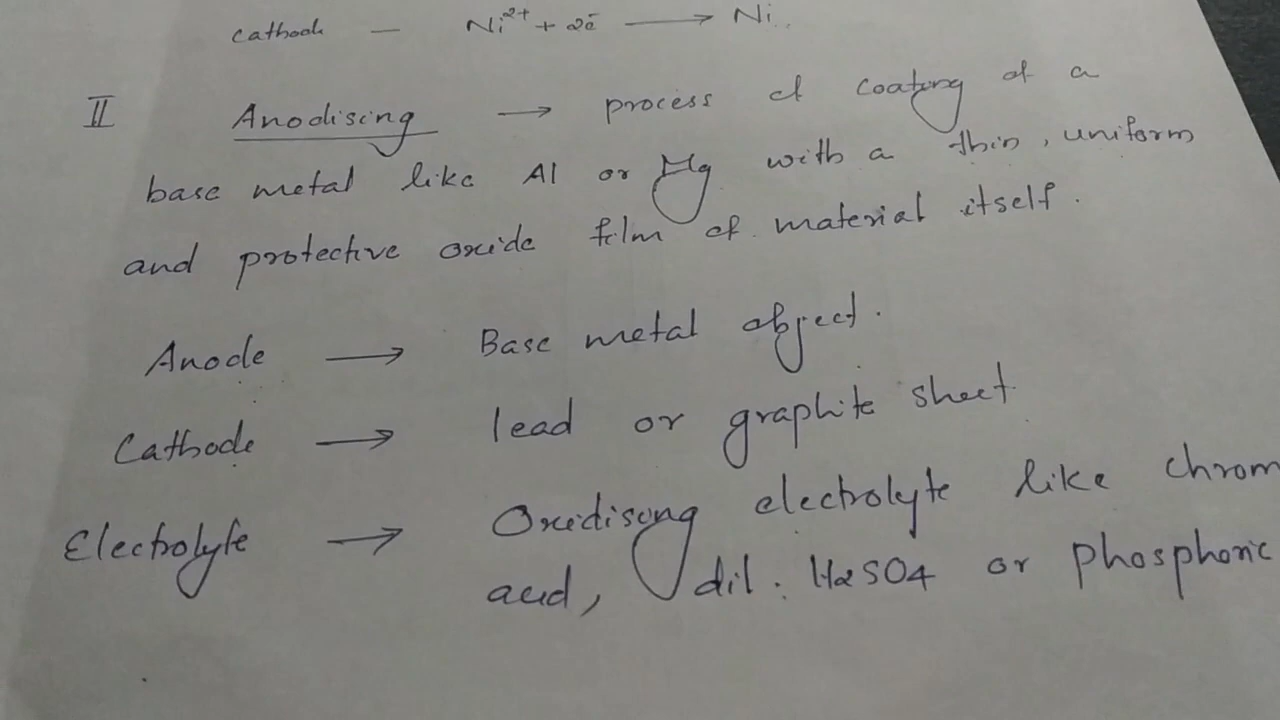 cathode — Ni²⁺ + 2e⁻ → Ni
II Anodising → process of coating of a
base metal like Al or Mg with a thin, uniform
and protective oxide film of material itself.
Anode → Base metal object.
Cathode → lead or graphite sheet
Electrolyte → Oxidising electrolyte like chrom
acid, dil. H2SO4 or phosphoric